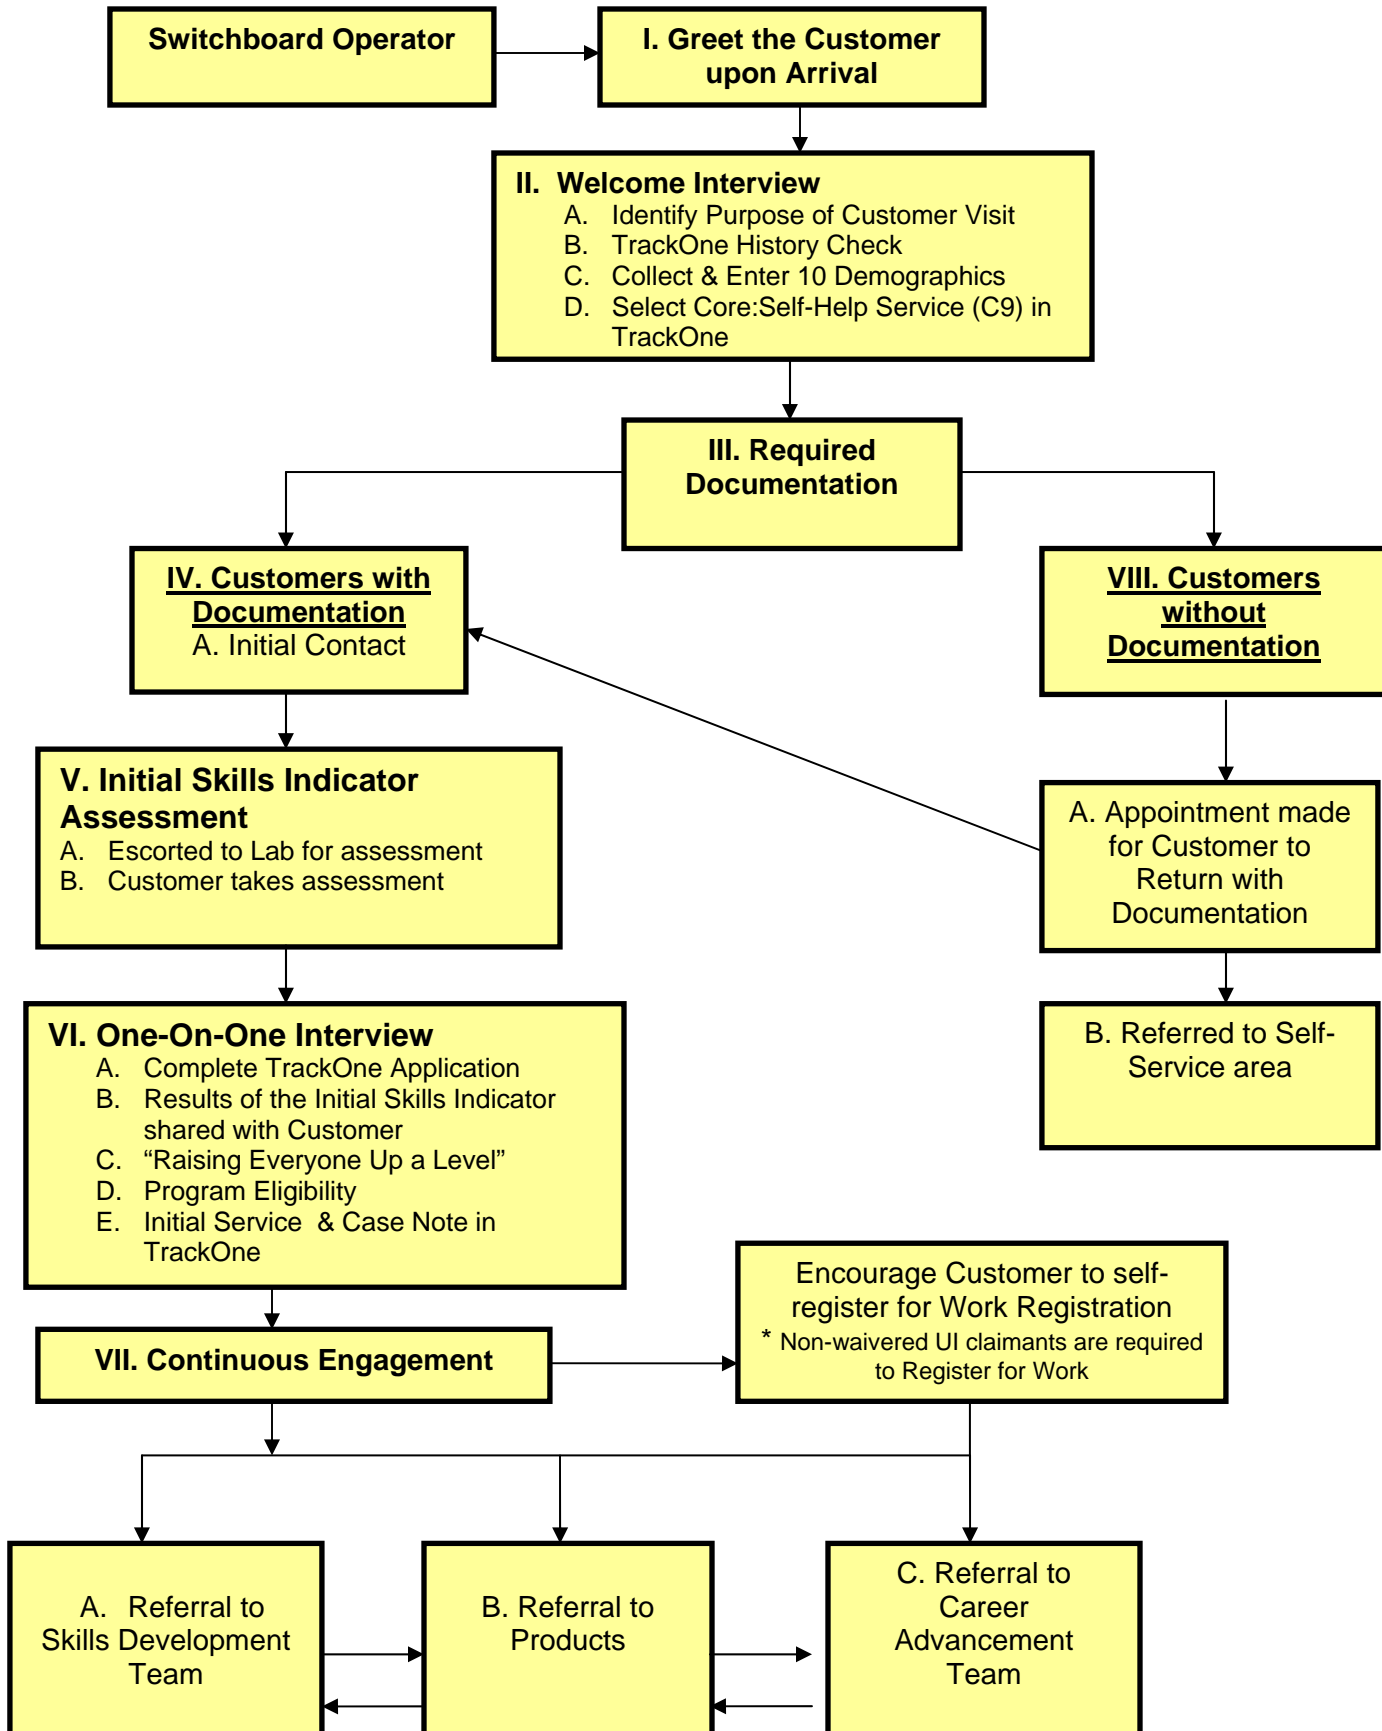 Switchboard Operator
I. Greet the Customer
upon Arrival
II. Welcome Interview
A. Identify Purpose of Customer Visit
B. TrackOne History Check
C. Collect & Enter 10 Demographics
D. Select Core:Self-Help Service (C9) in
TrackOne
III. Required
Documentation
IV. Customers with
Documentation
A. Initial Contact
VIII. Customers
without
Documentation
V. Initial Skills Indicator
Assessment
A. Escorted to Lab for assessment
B. Customer takes assessment
A. Appointment made
for Customer to
Return with
Documentation
B. Referred to Self-
Service area
VI. One-On-One Interview
A. Complete TrackOne Application
B. Results of the Initial Skills Indicator
shared with Customer
C. “Raising Everyone Up a Level”
D. Program Eligibility
E. Initial Service & Case Note in
TrackOne
Encourage Customer to self-
register for Work Registration
* Non-waivered UI claimants are required
to Register for Work
VII. Continuous Engagement
A. Referral to
Skills Development
Team
B. Referral to
Products
C. Referral to
Career
Advancement
Team